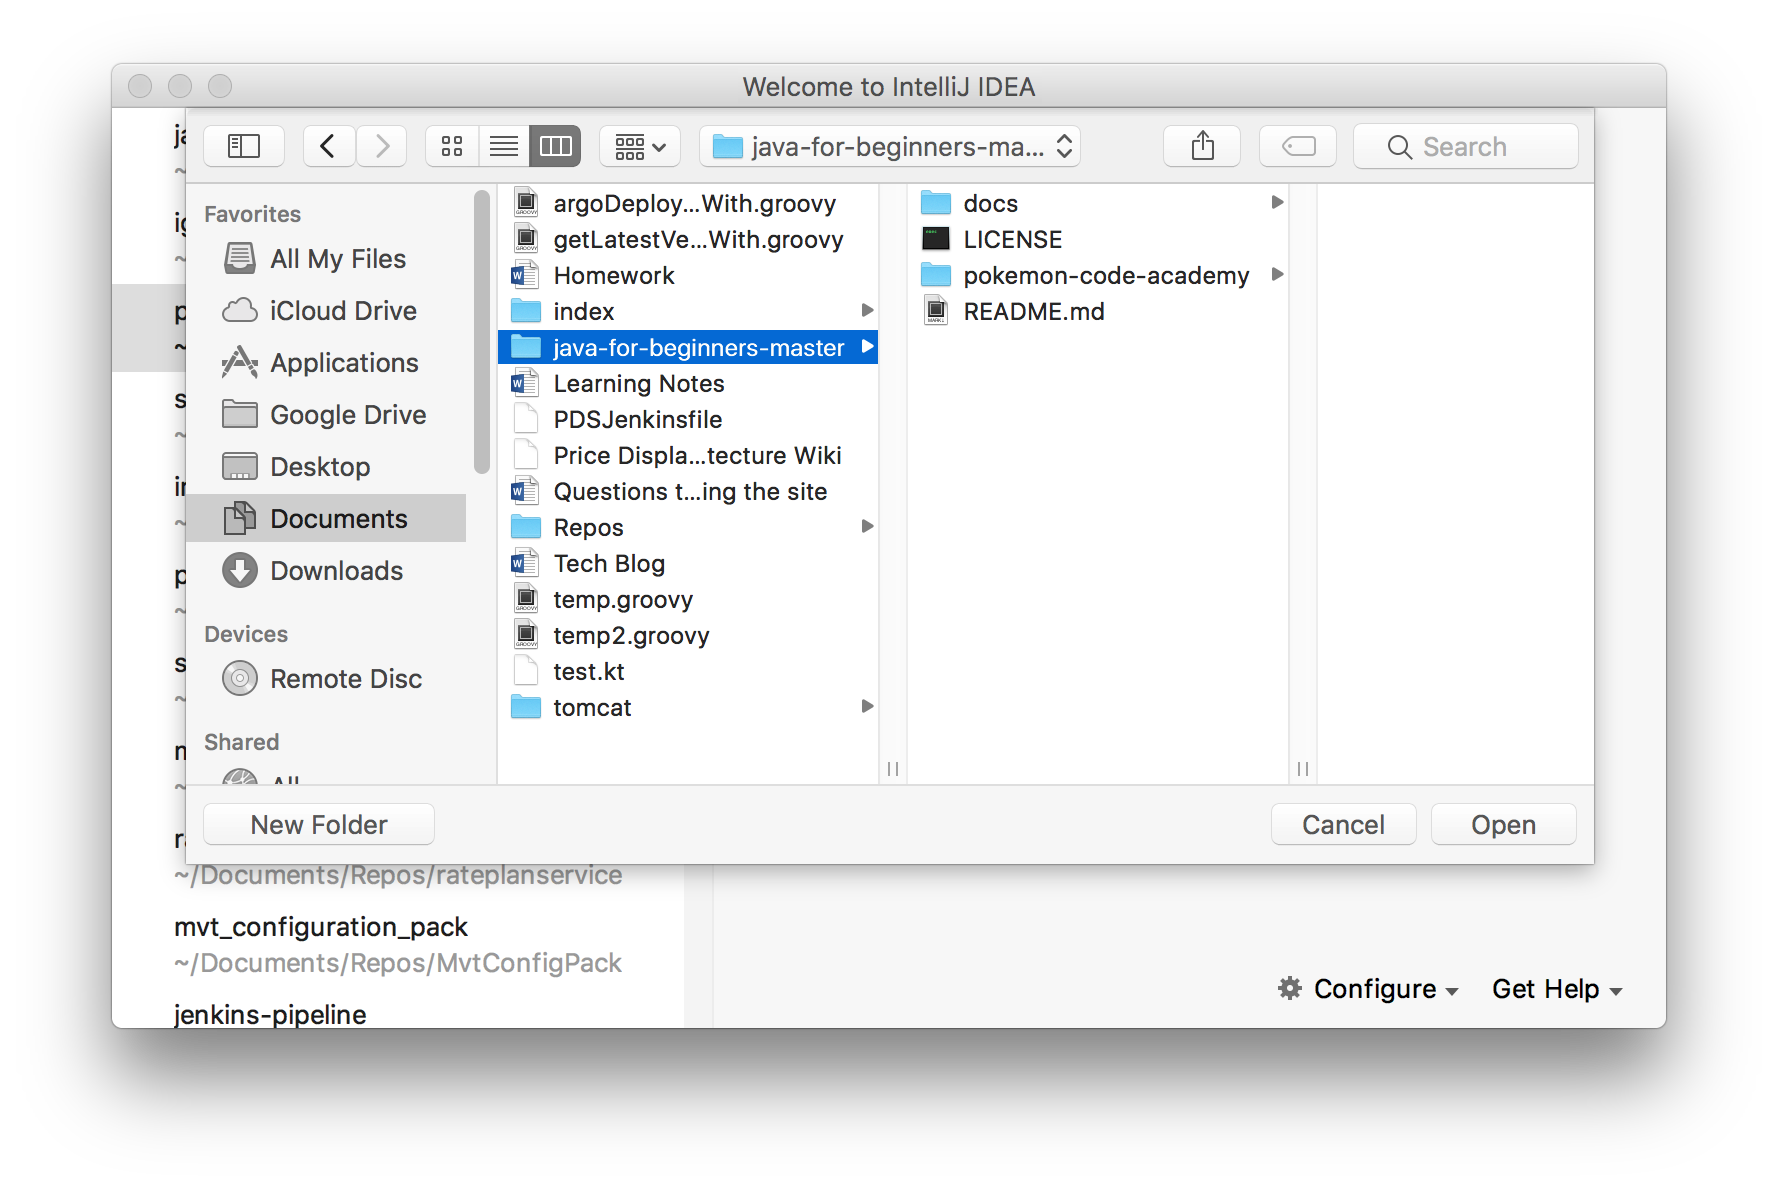 Welcome to IntelliJ IDEA
java-for-beginners-ma...
Search
Favorites
All My Files
iCloud Drive
Applications
Google Drive
Desktop
Documents
Downloads
Devices
Remote Disc
Shared
All
argoDeploy...With.groovy
getLatestVe...With.groovy
Homework
index
java-for-beginners-master
Learning Notes
PDSJenkinsfile
Price Displa...tecture Wiki
Questions t...ing the site
Repos
Tech Blog
temp.groovy
temp2.groovy
test.kt
tomcat
docs
LICENSE
pokemon-code-academy
README.md
New Folder
Cancel
Open
~/Documents/Repos/rateplanservice
mvt_configuration_pack
~/Documents/Repos/MvtConfigPack
jenkins-pipeline
Configure
Get Help